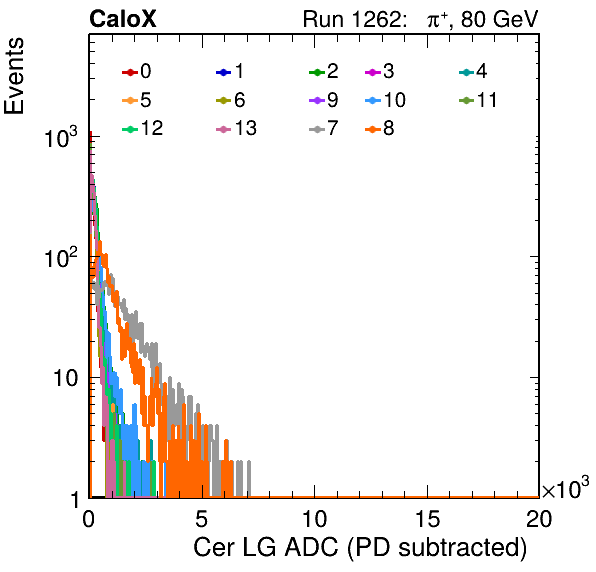 CaloX Run 1262: π⁺, 80 GeV
Events
0 1 2 3 4
5 6 9 10 11
12 13 7 8
10³
10²
10
1
0 5 10 15 20 ×10³
Cer LG ADC (PD subtracted)